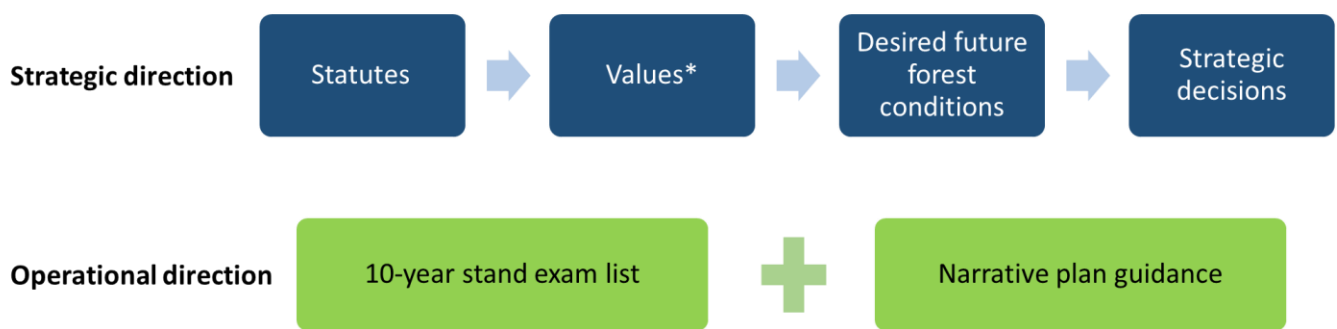 Strategic direction
Statutes
Values*
Desired future
forest
conditions
Strategic
decisions
Operational direction
10-year stand exam list
Narrative plan guidance